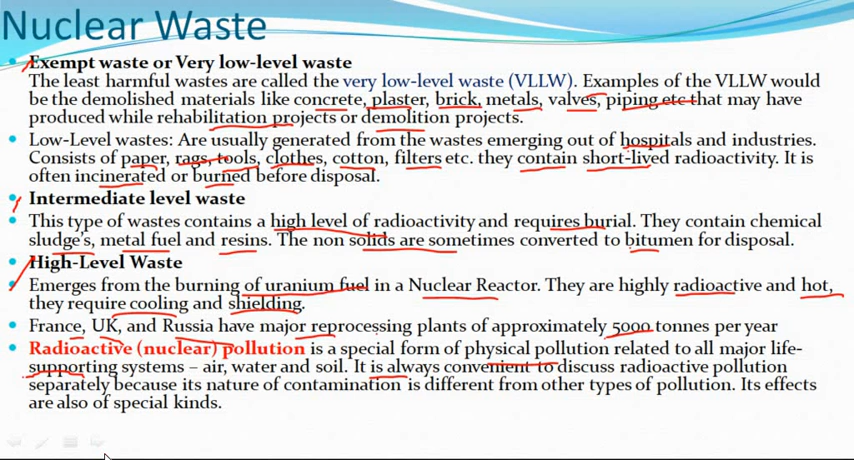 Nuclear Waste
Exempt waste or Very low-level waste
The least harmful wastes are called the very low-level waste (VLLW). Examples of the VLLW would
be the demolished materials like concrete, plaster, brick, metals, valves, piping etc that may have
produced while rehabilitation projects or demolition projects.
Low-Level wastes: Are usually generated from the wastes emerging out of hospitals and industries.
Consists of paper, rags, tools, clothes, cotton, filters etc. they contain short-lived radioactivity. It is
often incinerated or burned before disposal.
Intermediate level waste
This type of wastes contains a high level of radioactivity and requires burial. They contain chemical
sludge's, metal fuel and resins. The non solids are sometimes converted to bitumen for disposal.
High-Level Waste
Emerges from the burning of uranium fuel in a Nuclear Reactor. They are highly radioactive and hot,
they require cooling and shielding.
France, UK, and Russia have major reprocessing plants of approximately 5000 tonnes per year
Radioactive (nuclear) pollution is a special form of physical pollution related to all major life-
supporting systems – air, water and soil. It is always convenient to discuss radioactive pollution
separately because its nature of contamination is different from other types of pollution. Its effects
are also of special kinds.